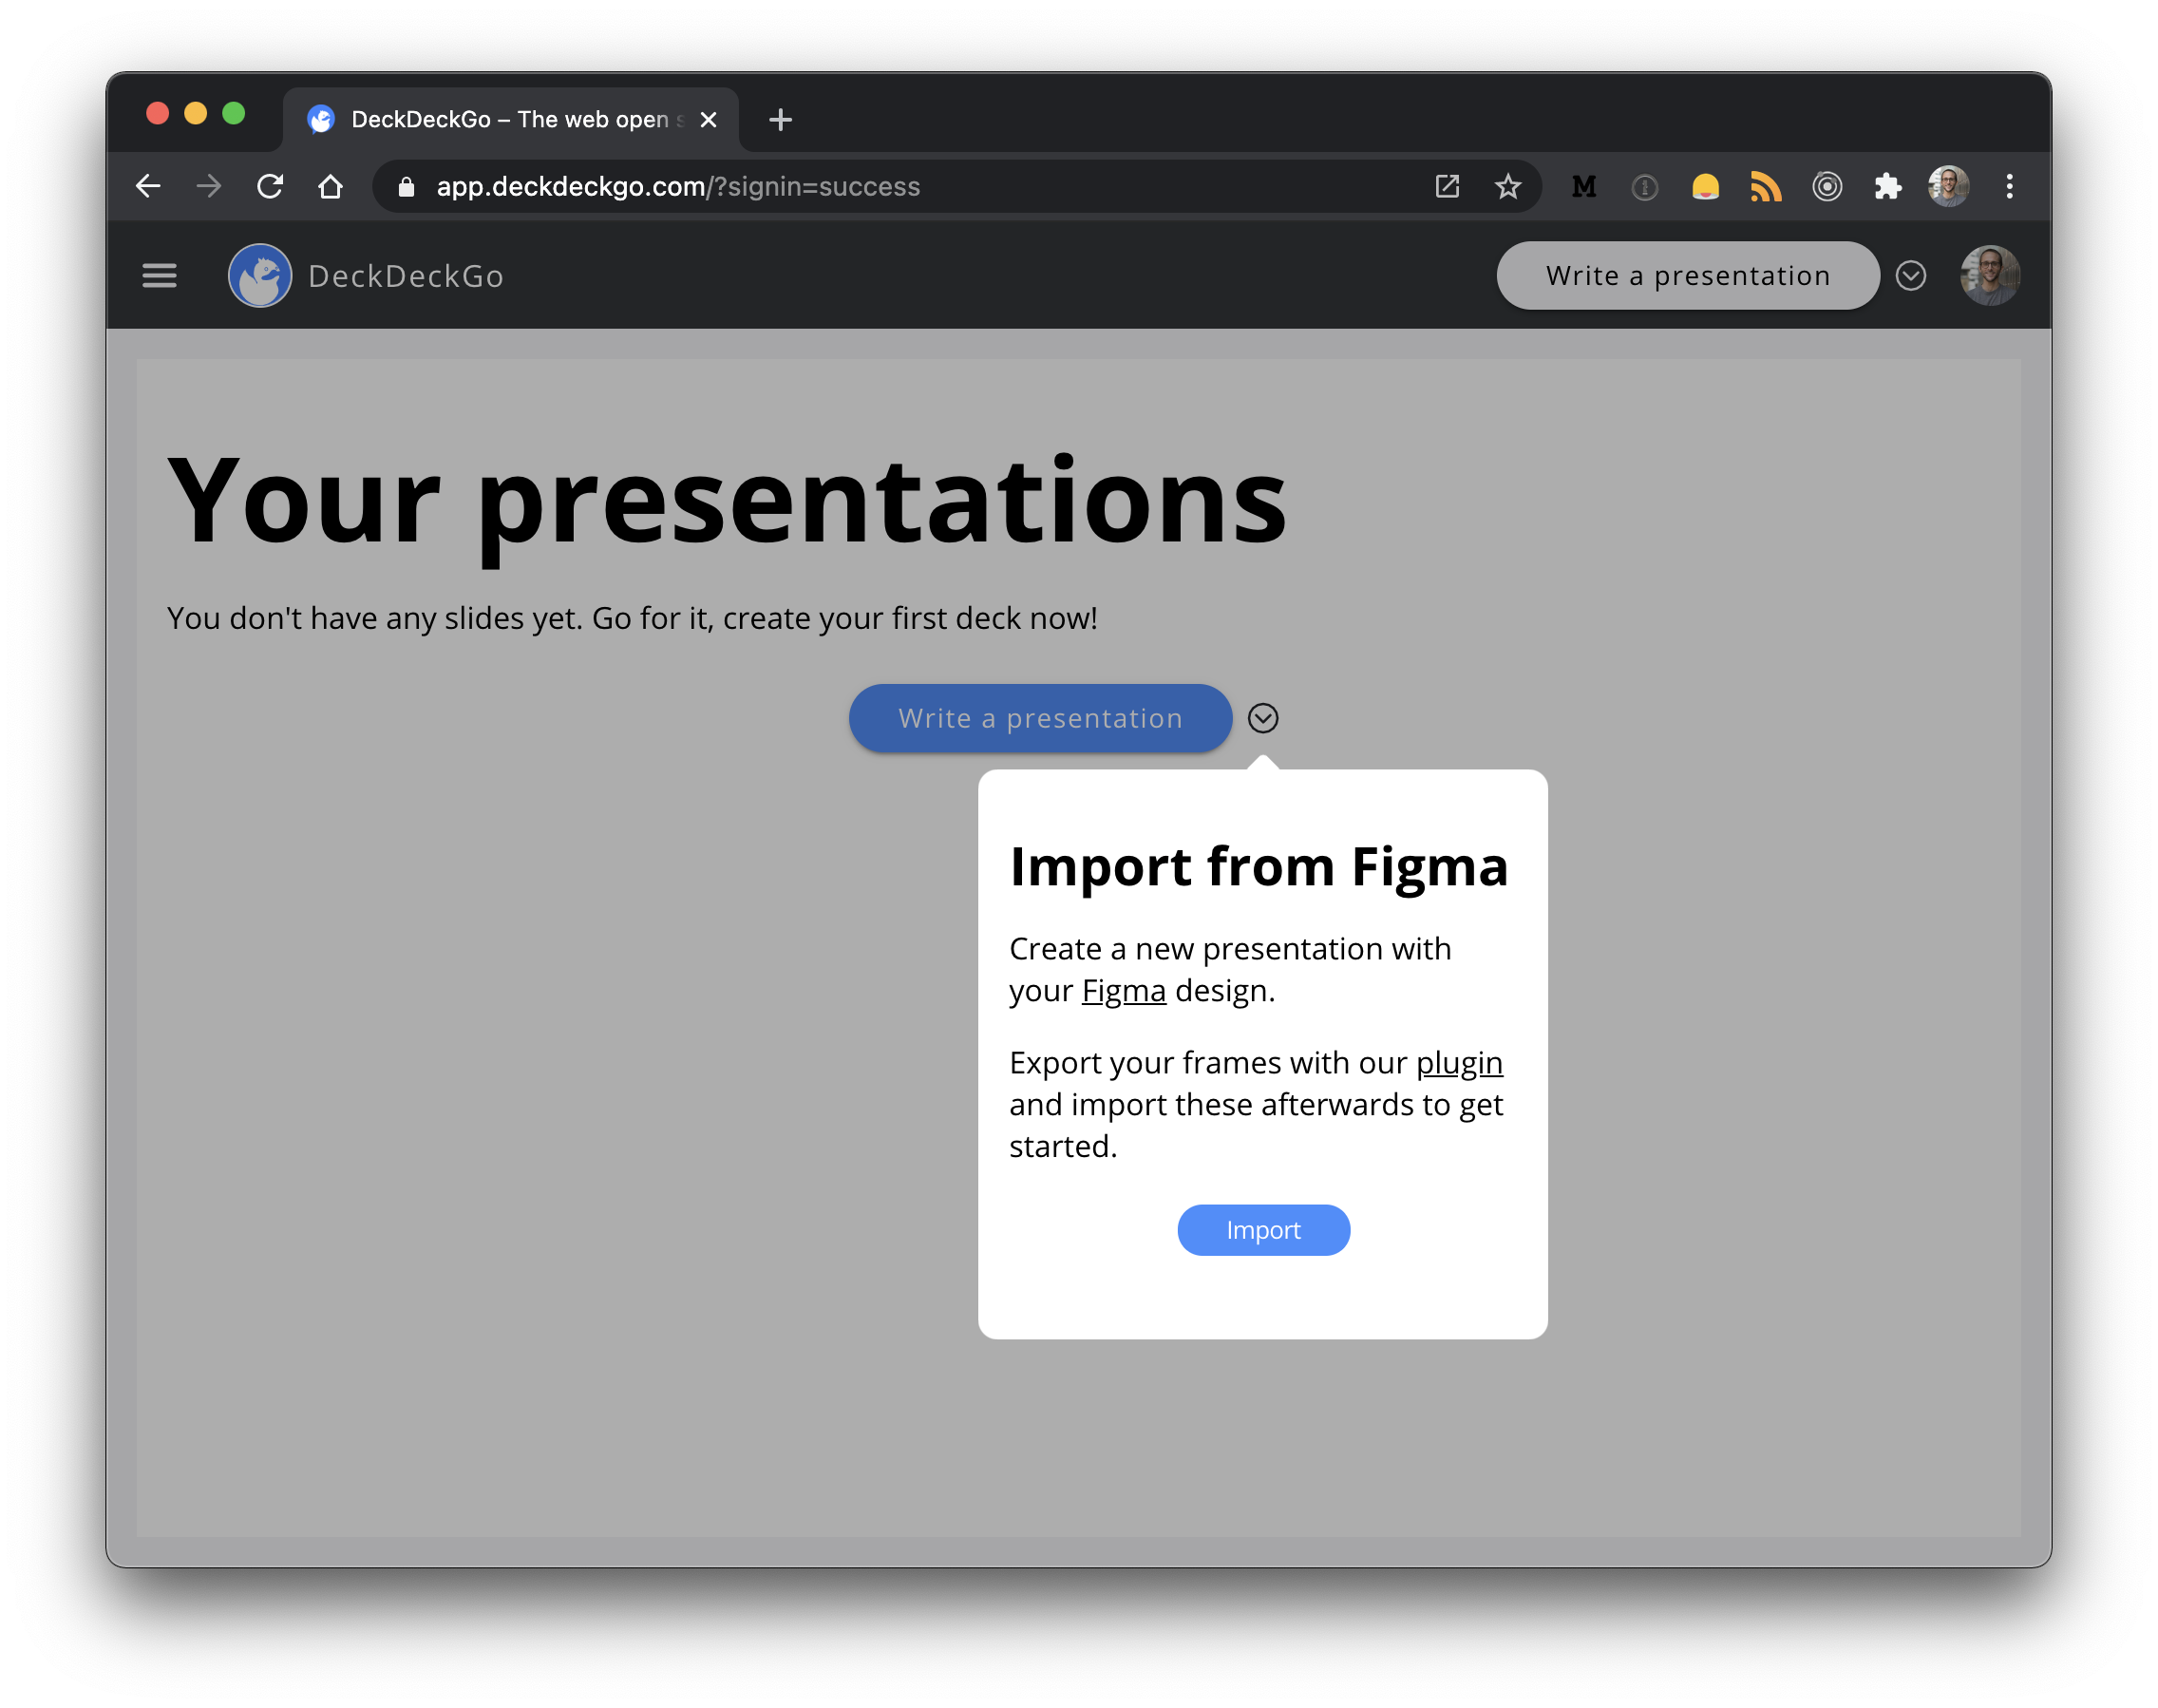 DeckDeckGo – The web open
app.deckdeckgo.com/?signin=success
M
DeckDeckGo
Write a presentation
Your presentations
You don't have any slides yet. Go for it, create your first deck now!
Write a presentation
Import from Figma
Create a new presentation with
your Figma design.
Export your frames with our plugin
and import these afterwards to get
started.
Import